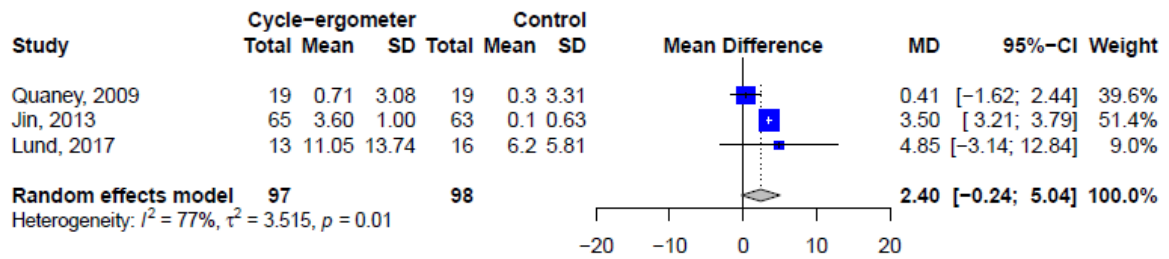 Cycle−ergometer Control
Study Total Mean SD Total Mean SD Mean Difference MD 95%−CI Weight
Quaney, 2009 19 0.71 3.08 19 0.3 3.31 0.41 [−1.62; 2.44] 39.6%
Jin, 2013 65 3.60 1.00 63 0.1 0.63 3.50 [ 3.21; 3.79] 51.4%
Lund, 2017 13 11.05 13.74 16 6.2 5.81 4.85 [−3.14; 12.84] 9.0%
Random effects model 97 98 2.40 [−0.24; 5.04] 100.0%
Heterogeneity: I² = 77%, τ² = 3.515, p = 0.01
−20 −10 0 10 20